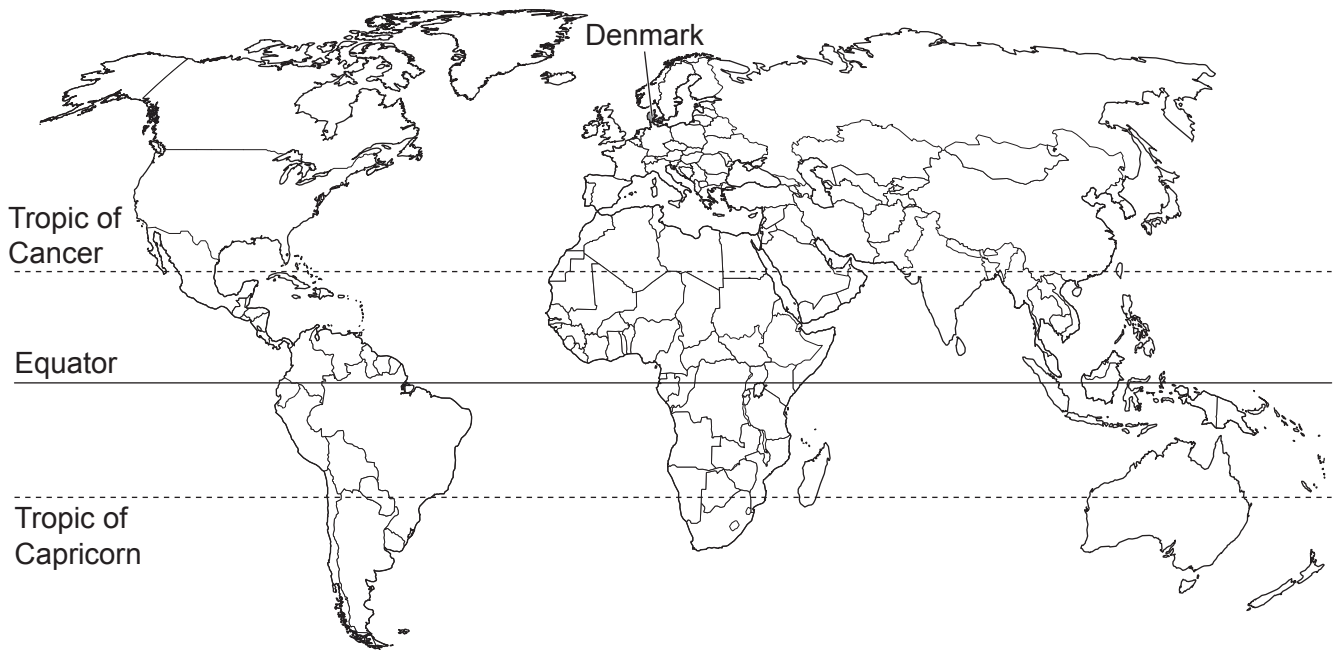 Denmark
Tropic of
Cancer
Equator
Tropic of
Capricorn